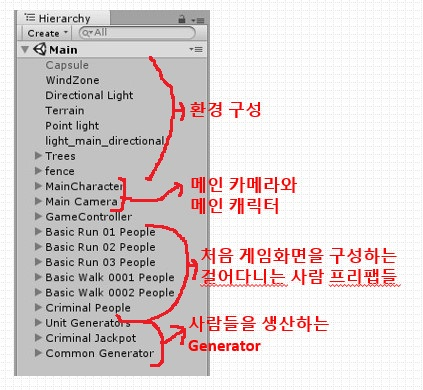 Hierarchy
Create
All
Main
Capsule
WindZone
Directional Light
Terrain
Point light
light_main_directional
Trees
fence
MainCharacter
Main Camera
GameController
Basic Run 01 People
Basic Run 02 People
Basic Run 03 People
Basic Walk 0001 People
Basic Walk 0002 People
Criminal People
Unit Generators
Criminal Jackpot
Common Generator
환경 구성
메인 카메라와
메인 캐릭터
처음 게임화면을 구성하는
걸어다니는 사람 프리팹들
사람들을 생산하는
Generator